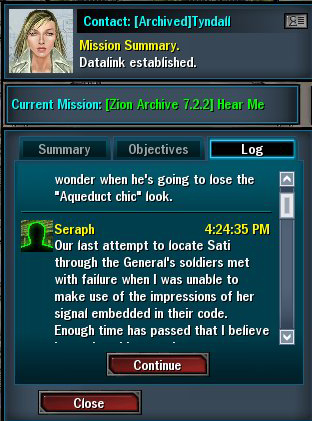 Contact: [Archived]Tyndall
Mission Summary.
Datalink established.
Current Mission: [Zion Archive 7.2.2] Hear Me
Summary
Objectives
Log
wonder when he's going to lose the
"Aqueduct chic" look.
Seraph 4:24:35 PM
Our last attempt to locate Sati
through the General's soldiers met
with failure when I was unable to
make use of the impressions of her
signal embedded in their code.
Enough time has passed that I believe
Continue
Close